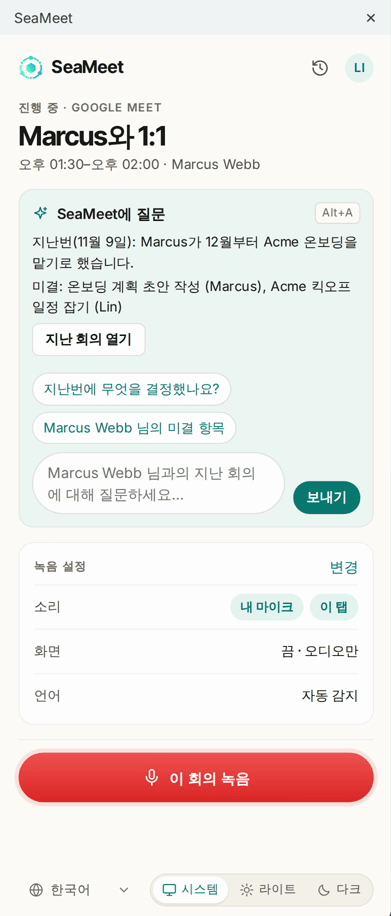 SeaMeet
SeaMeet
LI
진행 중 · GOOGLE MEET
Marcus와 1:1
오후 01:30–오후 02:00 · Marcus Webb
SeaMeet에 질문
Alt+A
지난번(11월 9일): Marcus가 12월부터 Acme 온보딩을
맡기로 했습니다.
미결: 온보딩 계획 초안 작성 (Marcus), Acme 킥오프
일정 잡기 (Lin)
지난 회의 열기
지난번에 무엇을 결정했나요?
Marcus Webb 님의 미결 항목
Marcus Webb 님과의 지난 회의
에 대해 질문하세요...
보내기
녹음 설정
변경
소리
내 마이크
이 탭
화면
끔 · 오디오만
언어
자동 감지
이 회의 녹음
한국어
시스템
라이트
다크